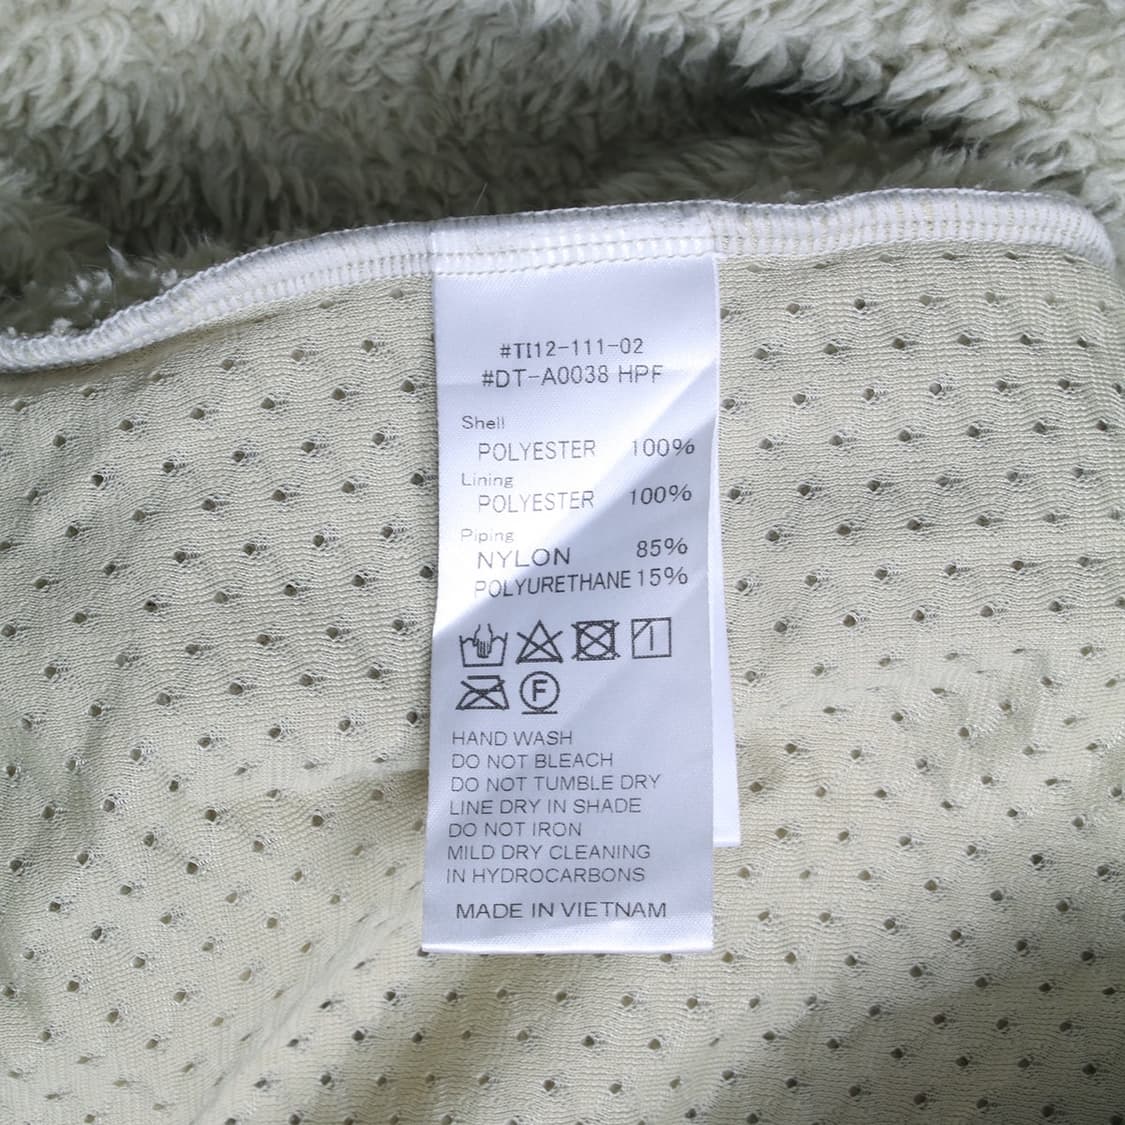 #TI12-111-02
#DT-A0038 HPF
Shell
POLYESTER 100%
Lining
POLYESTER 100%
Piping
NYLON 85%
POLYURETHANE 15%
F
HAND WASH
DO NOT BLEACH
DO NOT TUMBLE DRY
LINE DRY IN SHADE
DO NOT IRON
MILD DRY CLEANING
IN HYDROCARBONS
MADE IN VIETNAM